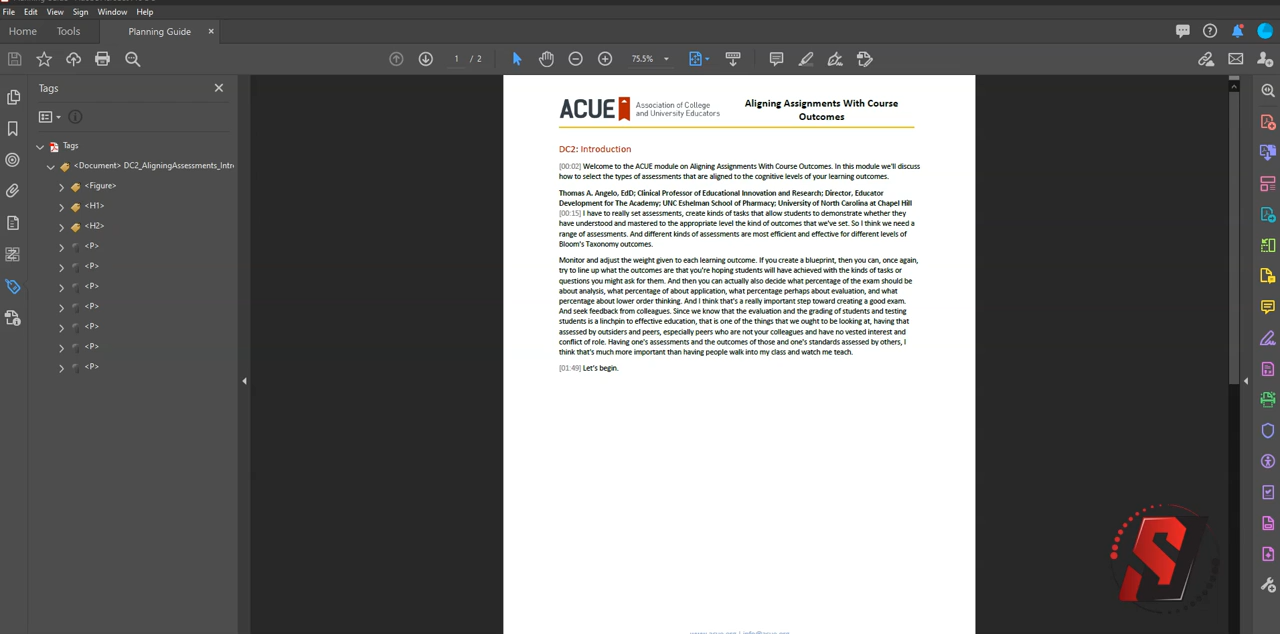 File Edit View Sign Window Help
Home Tools Planning Guide ×
1 / 2 75.5%
Tags
Tags
<Document> DC2_AligningAssessments_Intr
<Figure>
<H1>
<H2>
<P>
<P>
<P>
<P>
<P>
<P>
<P>
ACUE Association of College
and University Educators
Aligning Assignments With Course
Outcomes
DC2: Introduction
[00:02] Welcome to the ACUE module on Aligning Assignments With Course Outcomes. In this module we'll discuss
how to select the types of assessments that are aligned to the cognitive levels of your learning outcomes.
Thomas A. Angelo, EdD; Clinical Professor of Educational Innovation and Research; Director, Educator
Development for The Academy; UNC Eshelman School of Pharmacy; University of North Carolina at Chapel Hill
[00:15] I have to really set assessments, create kinds of tasks that allow students to demonstrate whether they
have understood and mastered to the appropriate level the kind of outcomes that we've set. So I think we need a
range of assessments. And different kinds of assessments are most efficient and effective for different levels of
Bloom's Taxonomy outcomes.
Monitor and adjust the weight given to each learning outcome. If you create a blueprint, then you can, once again,
try to line up what the outcomes are that you're hoping students will have achieved with the kinds of tasks or
questions you might ask for them. And then you can actually also decide what percentage of the exam should be
about analysis, what percentage of about application, what percentage perhaps about evaluation, and what
percentage about lower order thinking. And I think that's a really important step toward creating a good exam.
And seek feedback from colleagues. Since we know that the evaluation and the grading of students and testing
students is a linchpin to effective education, that is one of the things that we ought to be looking at, having that
assessed by outsiders and peers, especially peers who are not your colleagues and have no vested interest and
conflict of role. Having one's assessments and the outcomes of those and one's standards assessed by others, I
think that's much more important than having people walk into my class and watch me teach.
[01:49] Let's begin.